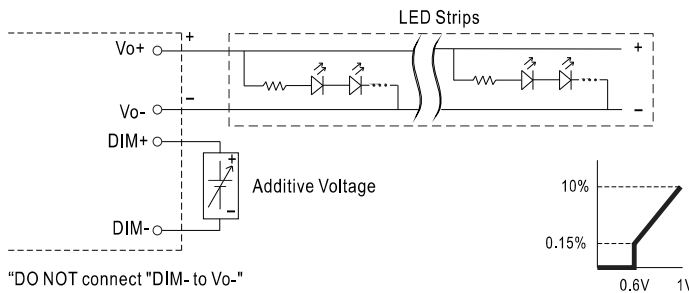 LED Strips
Vo+
+
+
Vo-
–
–
DIM+
+
–
Additive Voltage
DIM-
10%
0.15%
0.6V
1V
"DO NOT connect "DIM- to Vo-"